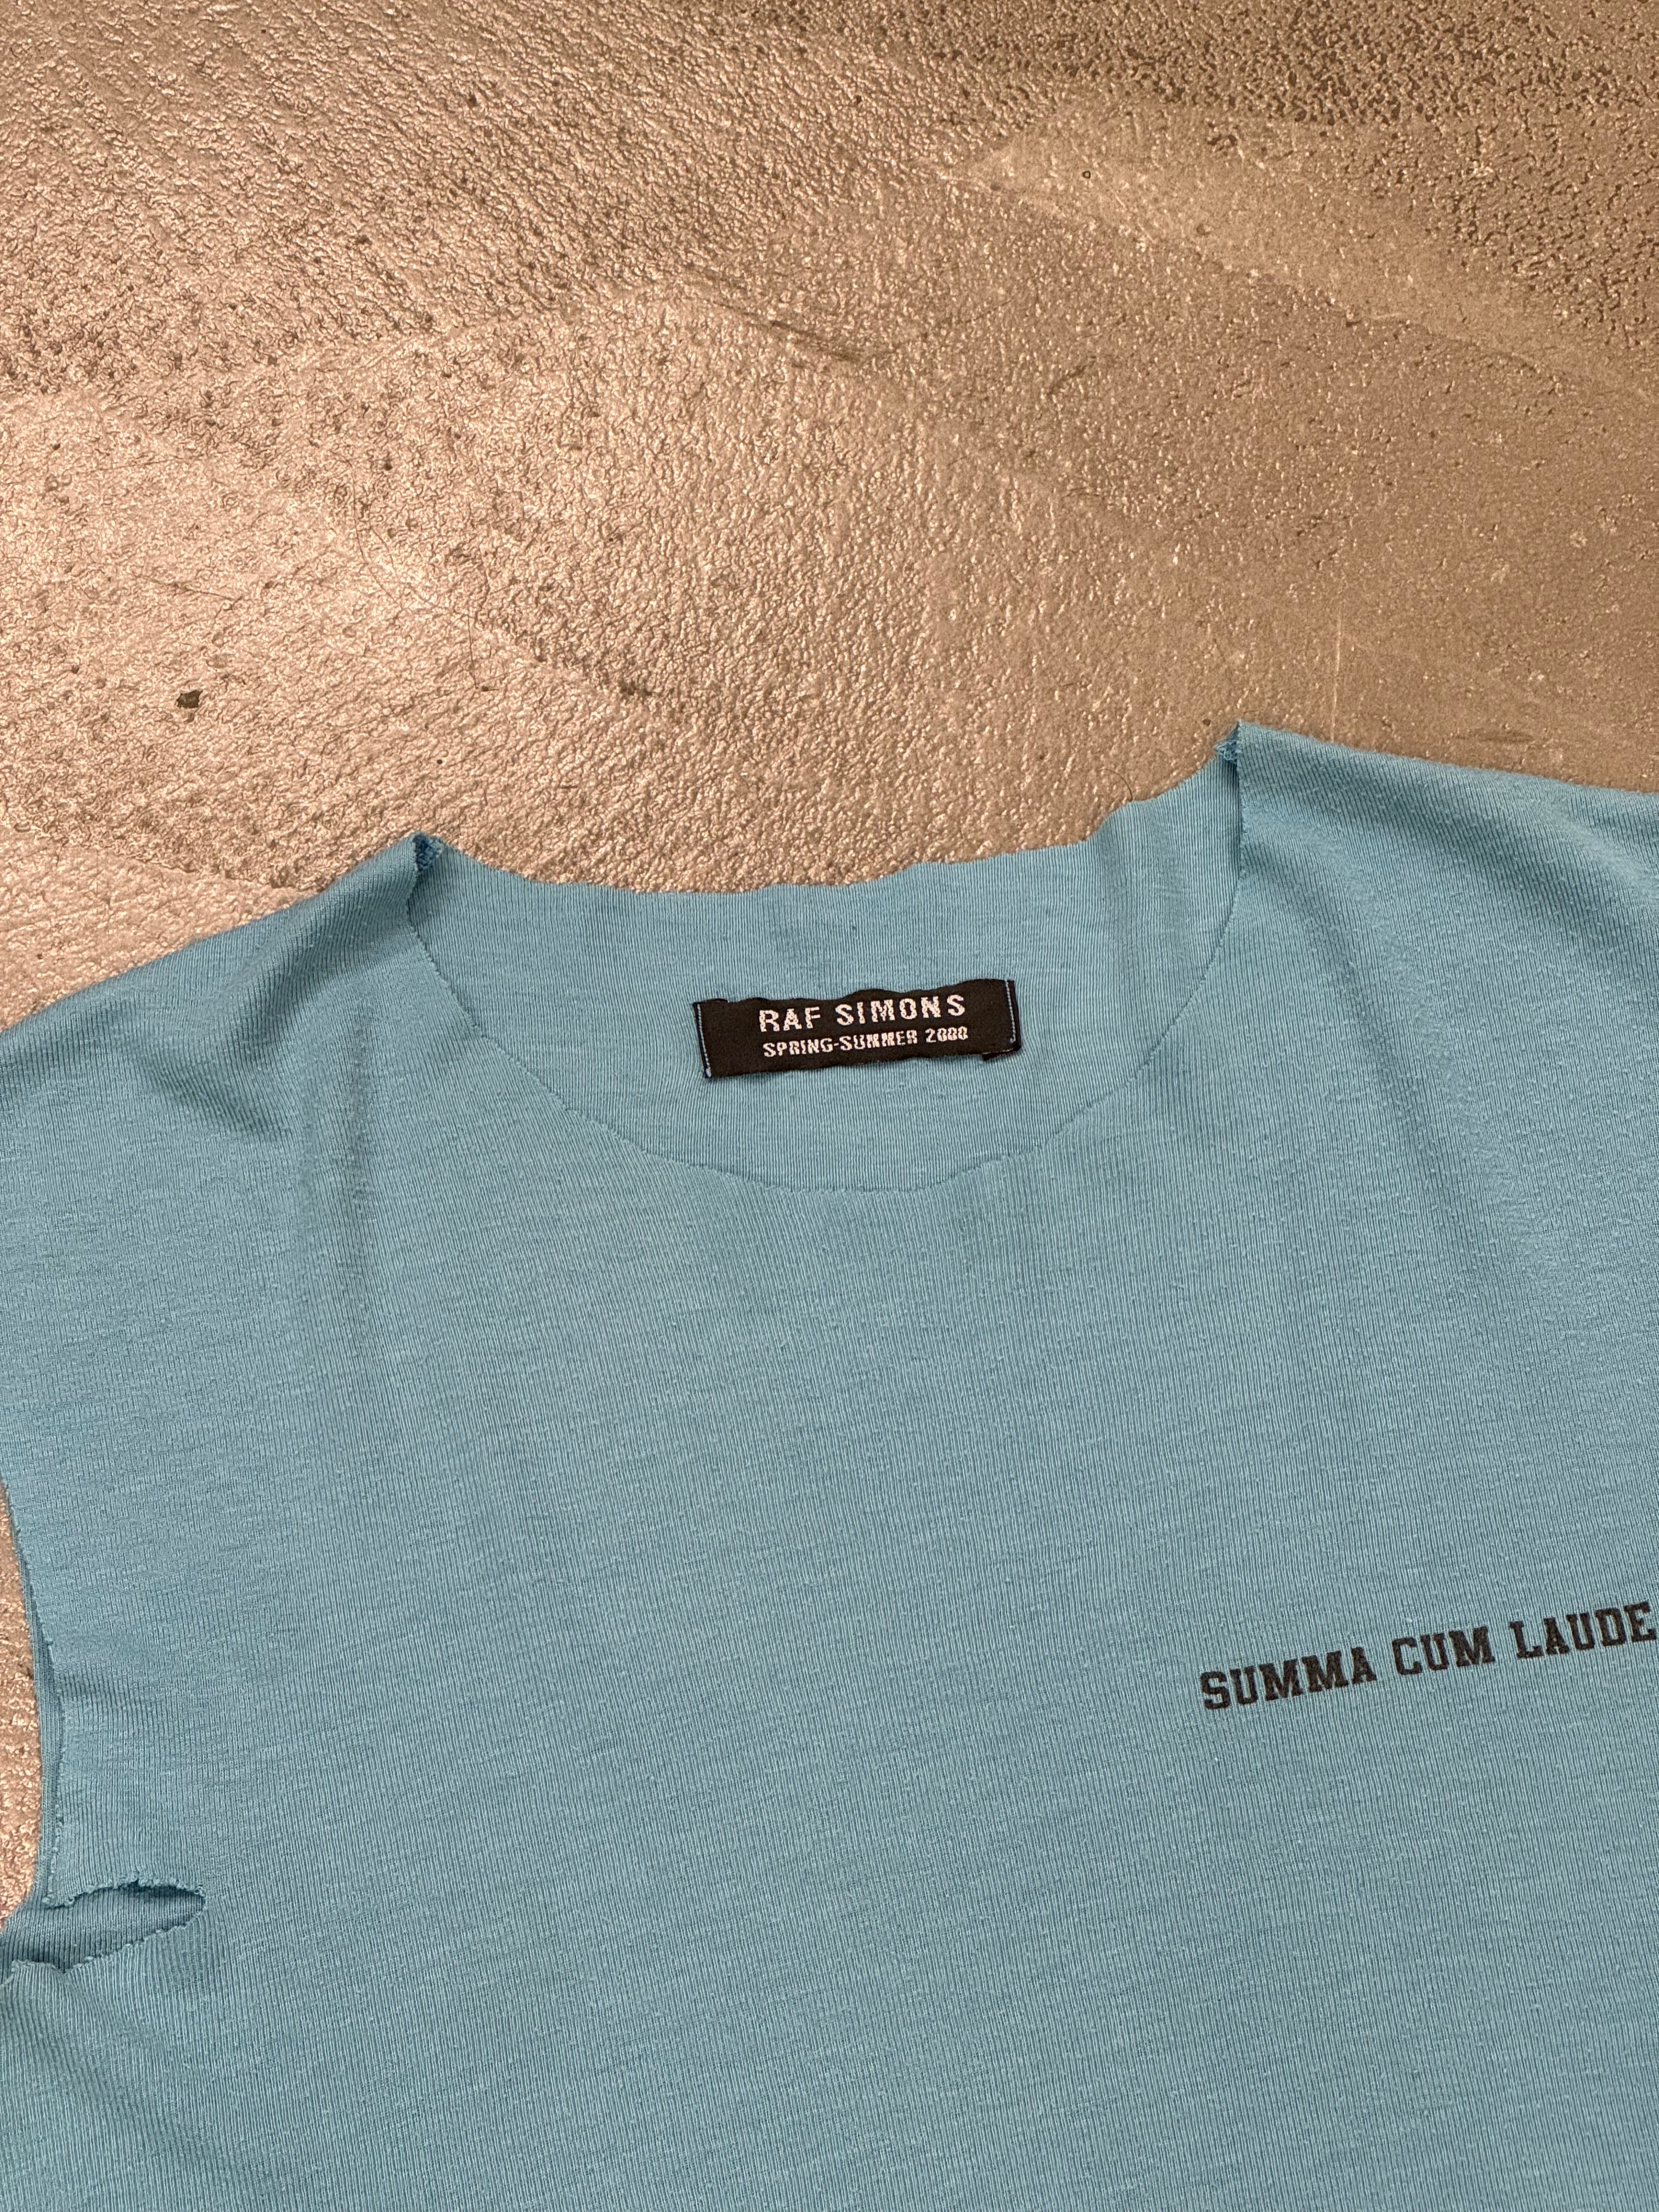 RAF SIMONS
SPRING-SUMMER 2000
SUMMA CUM LAUDE